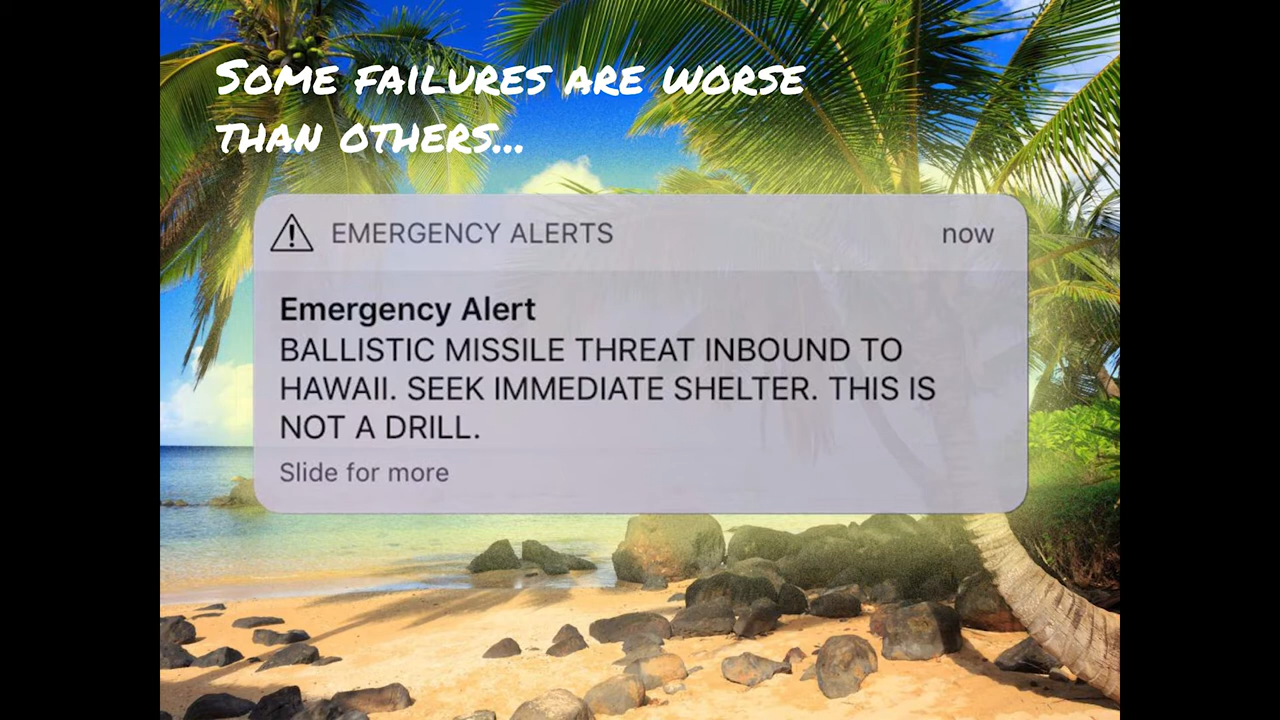 Some failures are worse
than others...
EMERGENCY ALERTS now
Emergency Alert
BALLISTIC MISSILE THREAT INBOUND TO
HAWAII. SEEK IMMEDIATE SHELTER. THIS IS
NOT A DRILL.
Slide for more